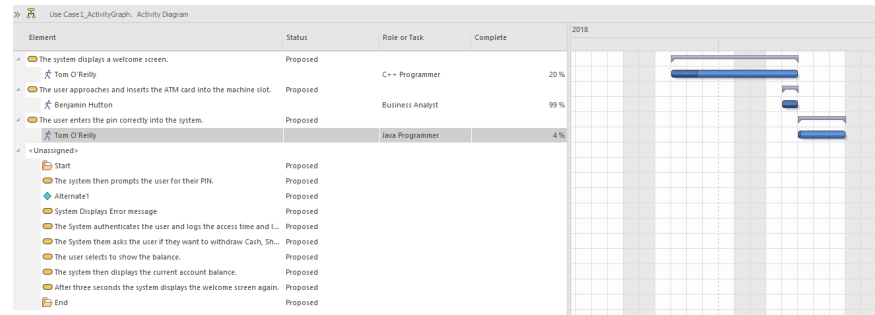 Use Case1_ActivityGraph. Activity Diagram
Element Status Role or Task Complete 2018
The system displays a welcome screen. Proposed
Tom O'Reilly C++ Programmer 20 %
The user approaches and inserts the ATM card into the machine slot. Proposed
Benjamin Hutton Business Analyst 99 %
The user enters the pin correctly into the system. Proposed
Tom O'Reilly Java Programmer 4 %
<Unassigned>
Start Proposed
The system then prompts the user for their PIN. Proposed
Alternate1 Proposed
System Displays Error message Proposed
The System authenticates the user and logs the access time and l... Proposed
The System them asks the user if they want to withdraw Cash, Sh... Proposed
The user selects to show the balance. Proposed
The system then displays the current account balance. Proposed
After three seconds the system displays the welcome screen again. Proposed
End Proposed